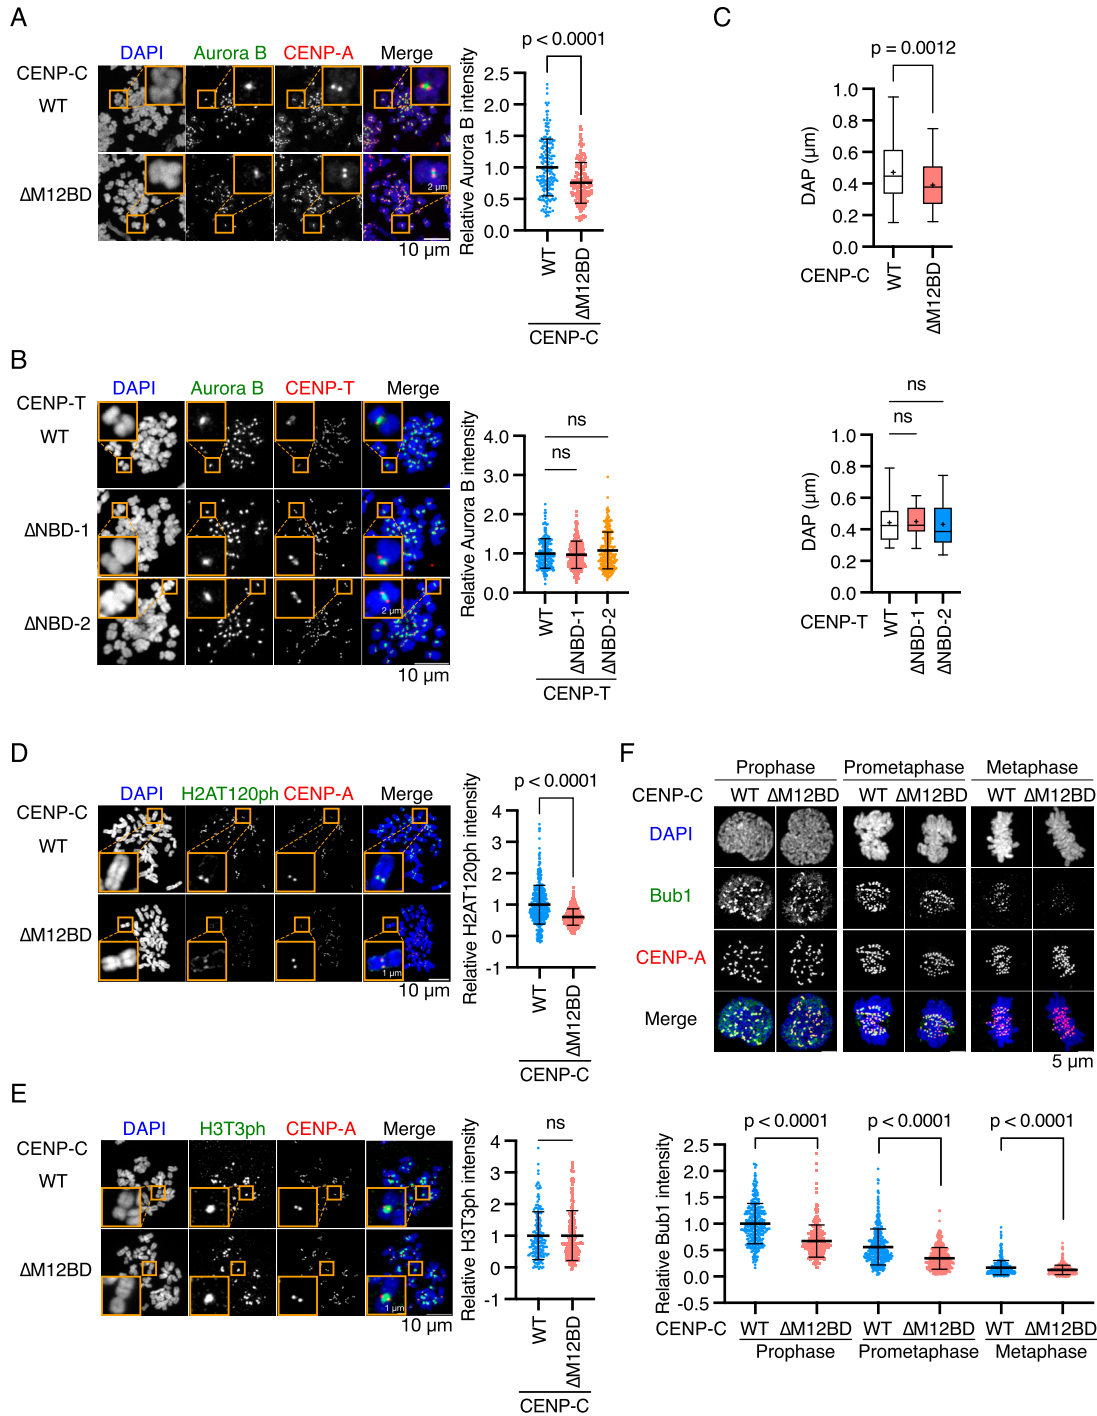 A
DAPI Aurora B CENP-A Merge
CENP-C
WT
ΔM12BD
2 µm
10 µm
p < 0.0001
Relative Aurora B intensity
2.5
2.0
1.5
1.0
0.5
0.0
WT
ΔM12BD
CENP-C
C
p = 0.0012
DAP (µm)
1.0
0.8
0.6
0.4
0.2
0.0
CENP-C
WT
ΔM12BD
B
DAPI Aurora B CENP-T Merge
CENP-T
WT
ΔNBD-1
ΔNBD-2
2 µm
10 µm
ns
ns
Relative Aurora B intensity
4.0
3.0
2.0
1.0
0.0
WT
ΔNBD-1
ΔNBD-2
CENP-T
ns
ns
DAP (µm)
1.0
0.8
0.6
0.4
0.2
0.0
CENP-T
WT
ΔNBD-1
ΔNBD-2
D
DAPI H2AT120ph CENP-A Merge
CENP-C
WT
ΔM12BD
1 µm
10 µm
p < 0.0001
Relative H2AT120ph intensity
4
3
2
1
0
-1
WT
ΔM12BD
CENP-C
E
DAPI H3T3ph CENP-A Merge
CENP-C
WT
ΔM12BD
1 µm
10 µm
ns
Relative H3T3ph intensity
4
3
2
1
0
-1
WT
ΔM12BD
CENP-C
F
Prophase Prometaphase Metaphase
CENP-C WT ΔM12BD WT ΔM12BD WT ΔM12BD
DAPI
Bub1
CENP-A
Merge
5 µm
p < 0.0001 p < 0.0001 p < 0.0001
Relative Bub1 intensity
2.5
2.0
1.5
1.0
0.5
0.0
-0.5
CENP-C WT ΔM12BD WT ΔM12BD WT ΔM12BD
Prophase Prometaphase Metaphase